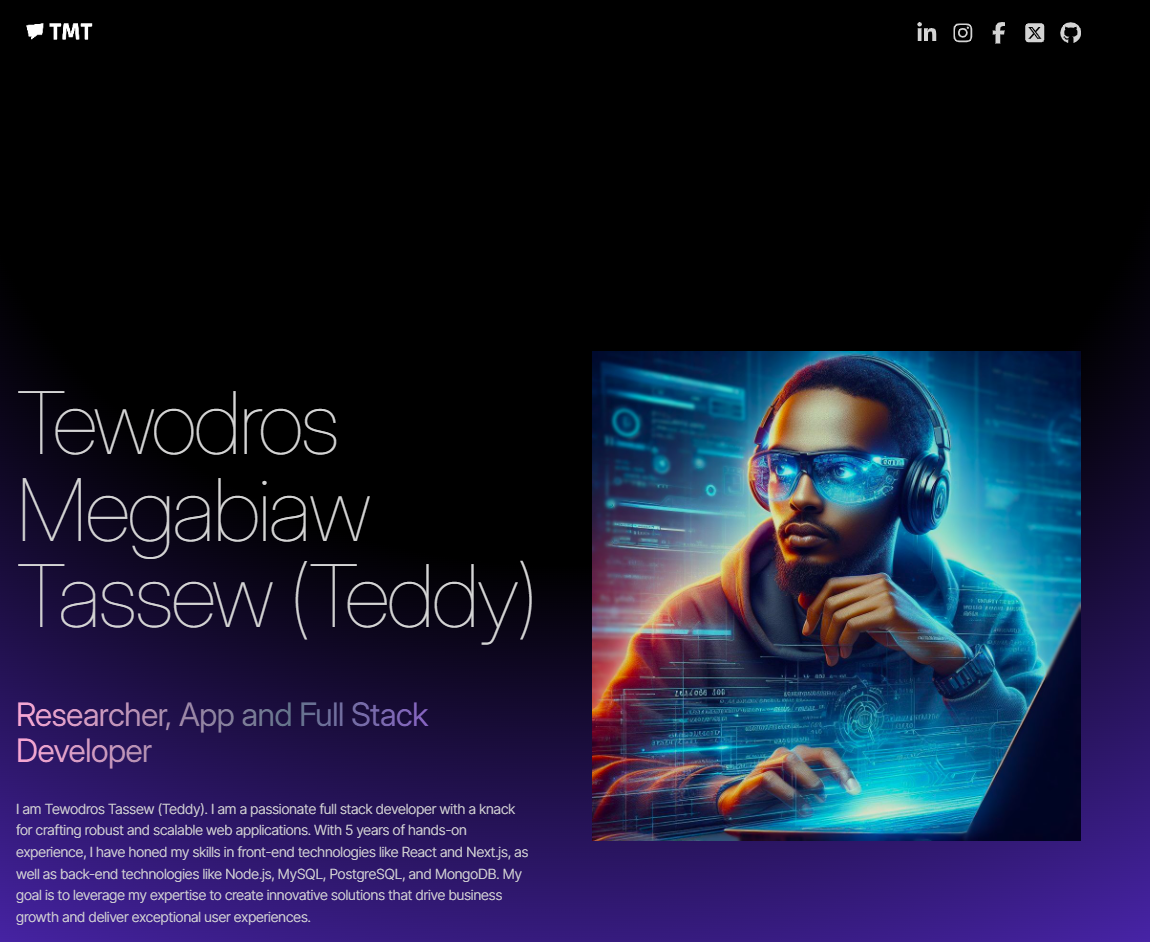 TMT
Tewodros
Megabiaw
Tassew (Teddy)
Researcher, App and Full Stack
Developer
I am Tewodros Tassew (Teddy). I am a passionate full stack developer with a knack
for crafting robust and scalable web applications. With 5 years of hands-on
experience, I have honed my skills in front-end technologies like React and Next.js, as
well as back-end technologies like Node.js, MySQL, PostgreSQL, and MongoDB. My
goal is to leverage my expertise to create innovative solutions that drive business
growth and deliver exceptional user experiences.